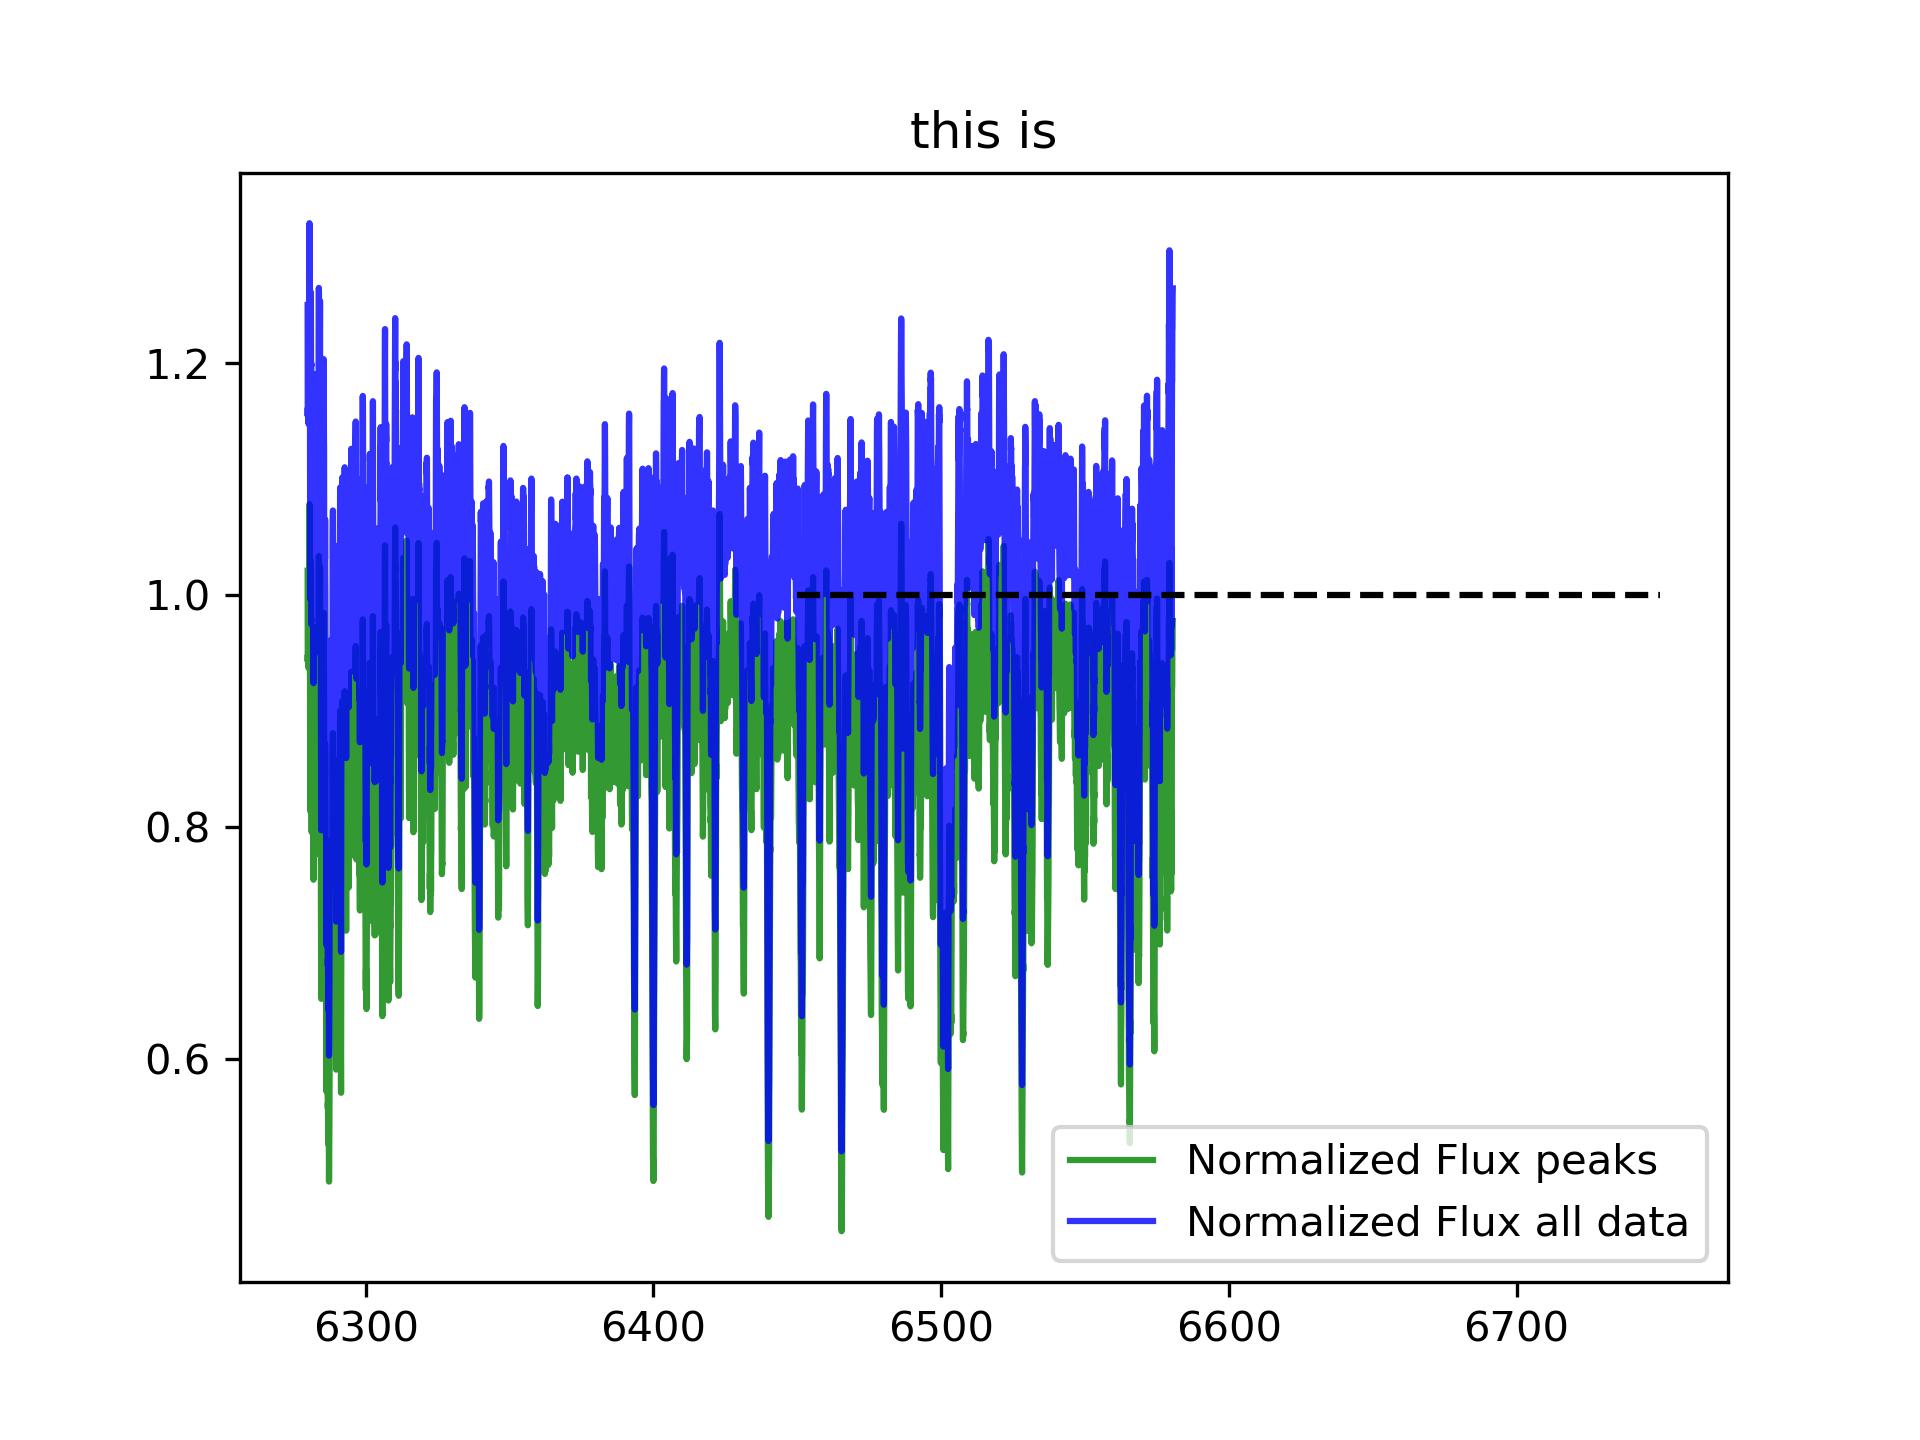 this is
1.2
1.0
0.8
0.6
Normalized Flux peaks
Normalized Flux all data
6300 6400 6500 6600 6700